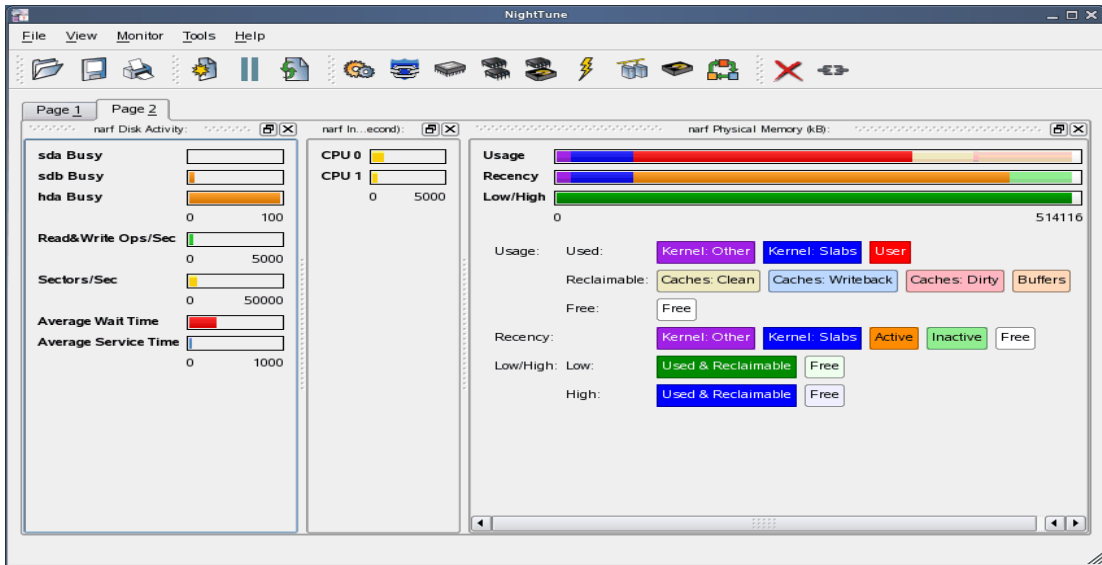 NightTune
File View Monitor Tools Help
Page 1 Page 2
narf Disk Activity:
sda Busy
sdb Busy
hda Busy
0 100
Read&Write Ops/Sec
0 5000
Sectors/Sec
0 50000
Average Wait Time
Average Service Time
0 1000
narf In...econd):
CPU 0
CPU 1
0 5000
narf Physical Memory (kB):
Usage
Recency
Low/High
0 514116
Usage: Used: Kernel: Other Kernel: Slabs User
Reclaimable: Caches: Clean Caches: Writeback Caches: Dirty Buffers
Free: Free
Recency: Kernel: Other Kernel: Slabs Active Inactive Free
Low/High: Low: Used & Reclaimable Free
High: Used & Reclaimable Free